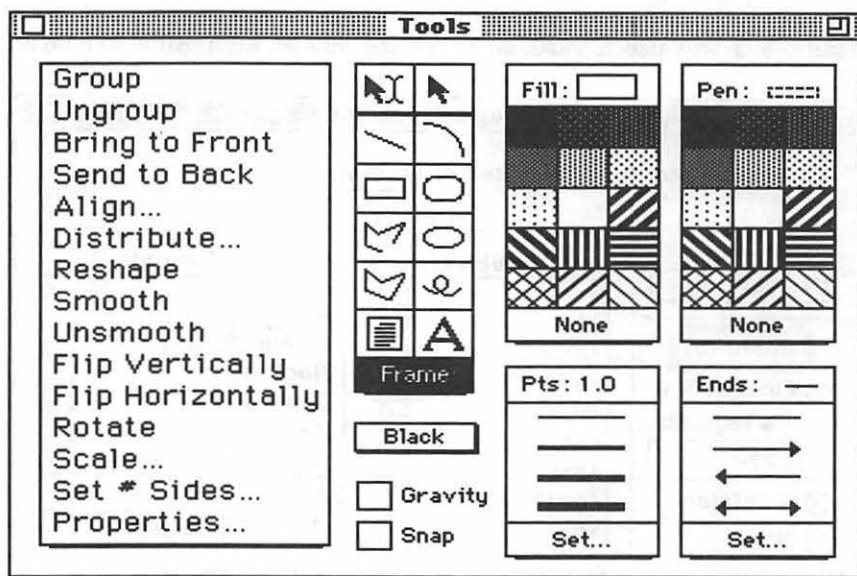 Tools
Group
Ungroup
Bring to Front
Send to Back
Align...
Distribute...
Reshape
Smooth
Unsmooth
Flip Vertically
Flip Horizontally
Rotate
Scale...
Set # Sides...
Properties...
A
Frame
Black
Gravity
Snap
Fill:
None
Pen:
None
Pts: 1.0
Set...
Ends:
Set...